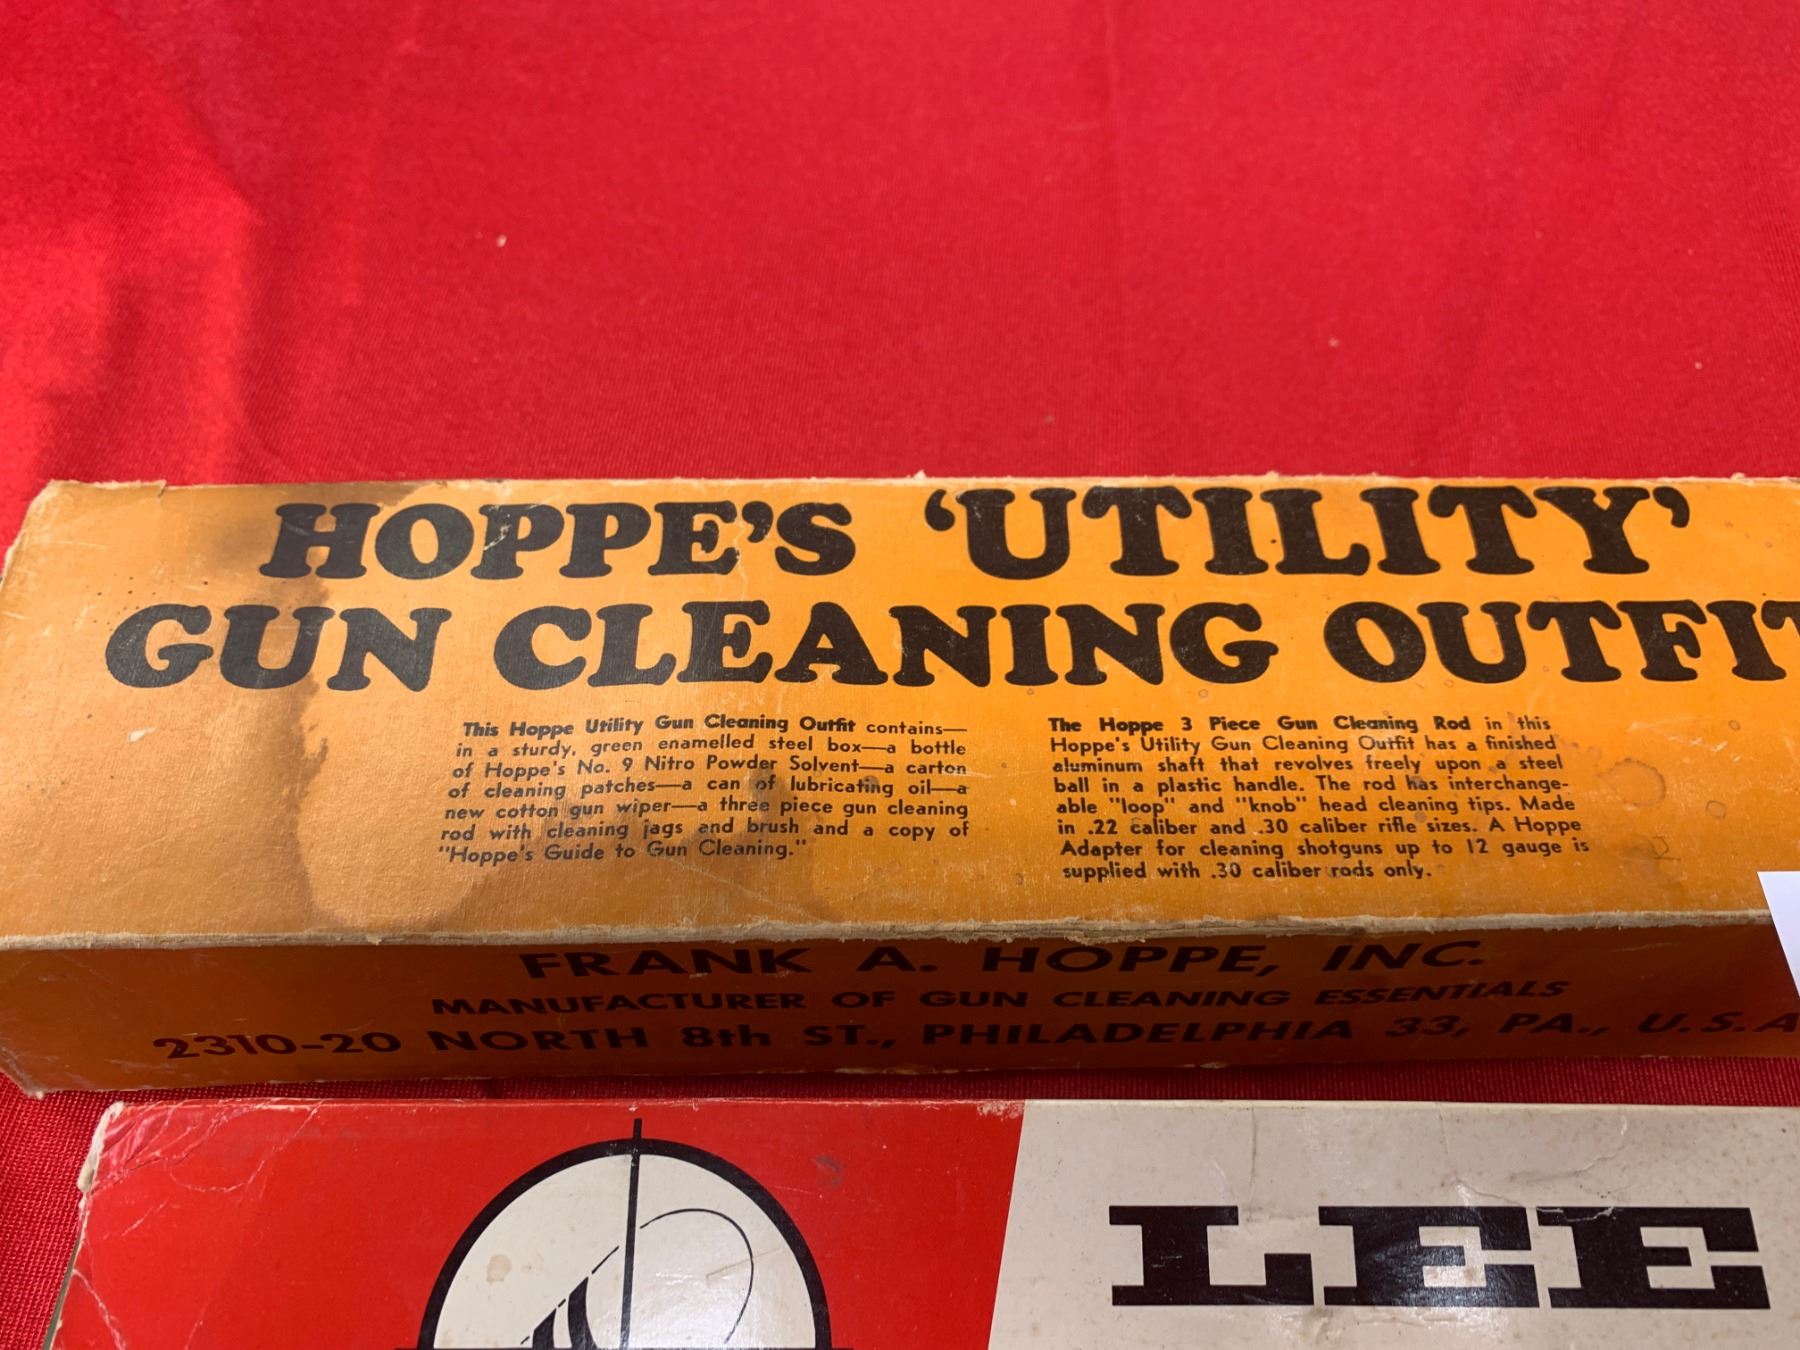 HOPPE'S 'UTILITY'
GUN CLEANING OUTFIT
This Hoppe Utility Gun Cleaning Outfit contains—
in a sturdy, green enamelled steel box—a bottle
of Hoppe's No. 9 Nitro Powder Solvent—a carton
of cleaning patches—a can of lubricating oil—a
new cotton gun wiper—a three piece gun cleaning
rod with cleaning jags and brush and a copy of
"Hoppe's Guide to Gun Cleaning."
The Hoppe 3 Piece Gun Cleaning Rod in this
Hoppe's Utility Gun Cleaning Outfit has a finished
aluminum shaft that revolves freely upon a steel
ball in a plastic handle. The rod has interchange-
able "loop" and "knob" head cleaning tips. Made
in .22 caliber and .30 caliber rifle sizes. A Hoppe
Adapter for cleaning shotguns up to 12 gauge is
supplied with .30 caliber rods only.
FRANK A. HOPPE, INC.
MANUFACTURER OF GUN CLEANING ESSENTIALS
2310-20 NORTH 8th ST., PHILADELPHIA 33, PA., U.S.A
LEE